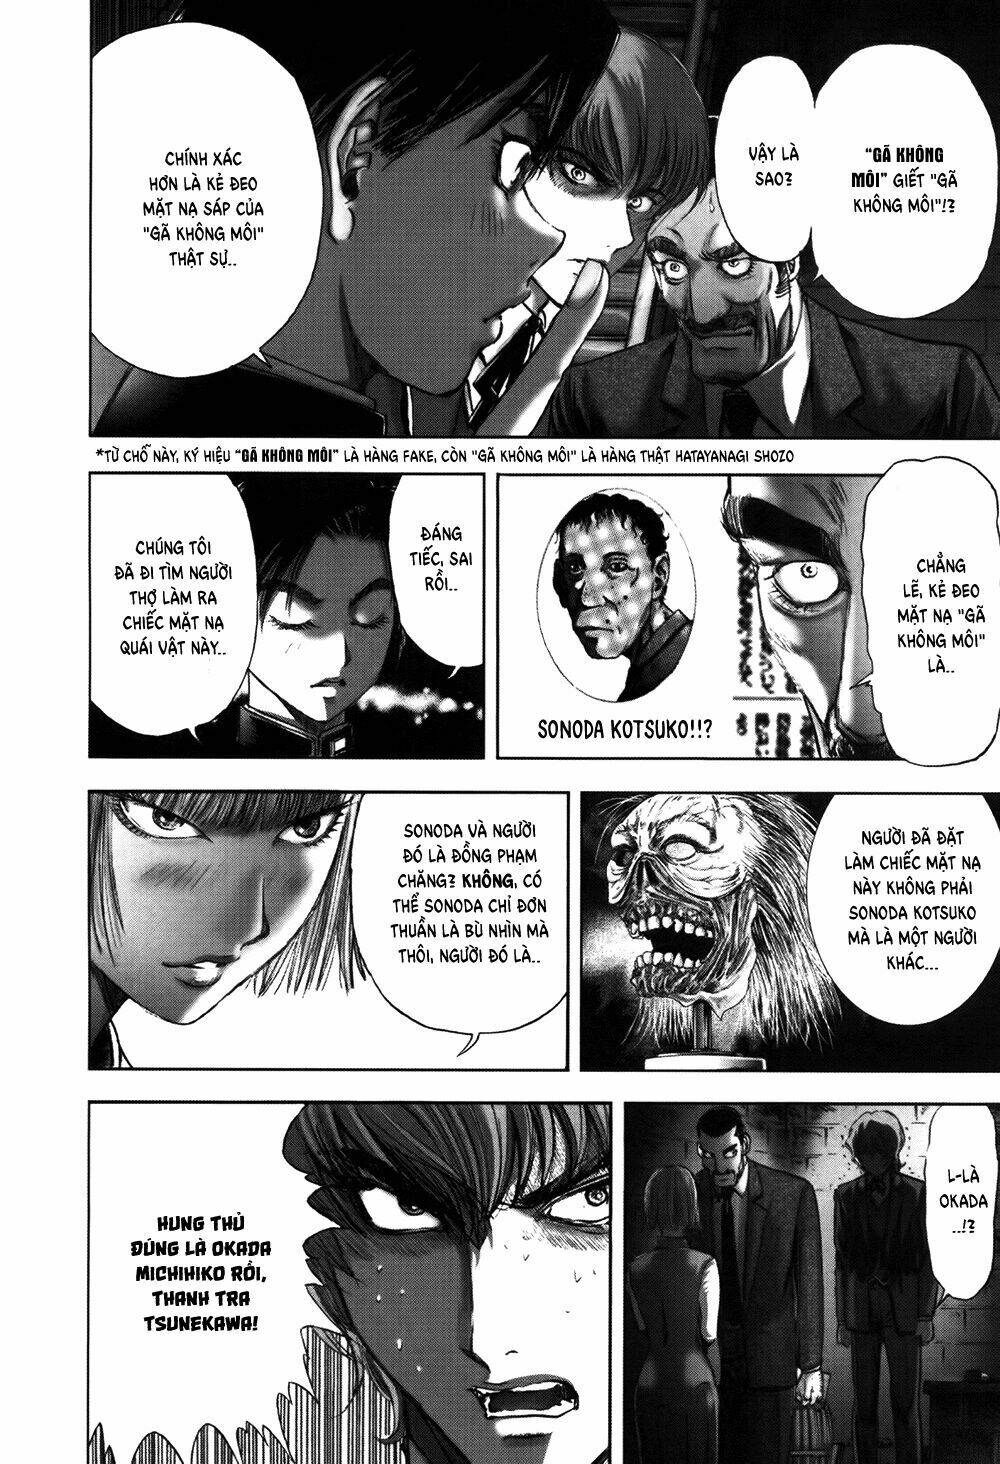 "GÃ KHÔNG
MÔI" GIẾT "GÃ
KHÔNG MÔI"!?
VẬY LÀ
SAO?
CHÍNH XÁC
HƠN LÀ KẺ ĐEO
MẶT NẠ SÁP CỦA
"GÃ KHÔNG MÔI"
THẬT SỰ..
*TỪ CHỖ NÀY, KÝ HIỆU "GÃ KHÔNG MÔI" LÀ HÀNG FAKE, CÒN "GÃ KHÔNG MÔI" LÀ HÀNG THẬT HATAYANAGI SHOZO
CHẲNG
LẼ, KẺ ĐEO
MẶT NẠ "GÃ
KHÔNG MÔI"
LÀ..
SONODA KOTSUKO!!?
ĐÁNG
TIẾC, SAI
RỒI..
CHÚNG TÔI
ĐÃ ĐI TÌM NGƯỜI
THỢ LÀM RA
CHIẾC MẶT NẠ
QUÁI VẬT NÀY..
NGƯỜI ĐÃ ĐẶT
LÀM CHIẾC MẶT NẠ
NÀY KHÔNG PHẢI
SONODA KOTSUKO
MÀ LÀ MỘT NGƯỜI
KHÁC...
SONODA VÀ NGƯỜI
ĐÓ LÀ ĐỒNG PHẠM
CHĂNG? KHÔNG, CÓ
THỂ SONODA CHỈ ĐƠN
THUẦN LÀ BÙ NHÌN MÀ
THÔI, NGƯỜI ĐÓ LÀ..
L-LÀ
OKADA
..!?
HUNG THỦ
ĐÚNG LÀ OKADA
MICHIHIKO RỒI,
THANH TRA
TSUNEKAWA!